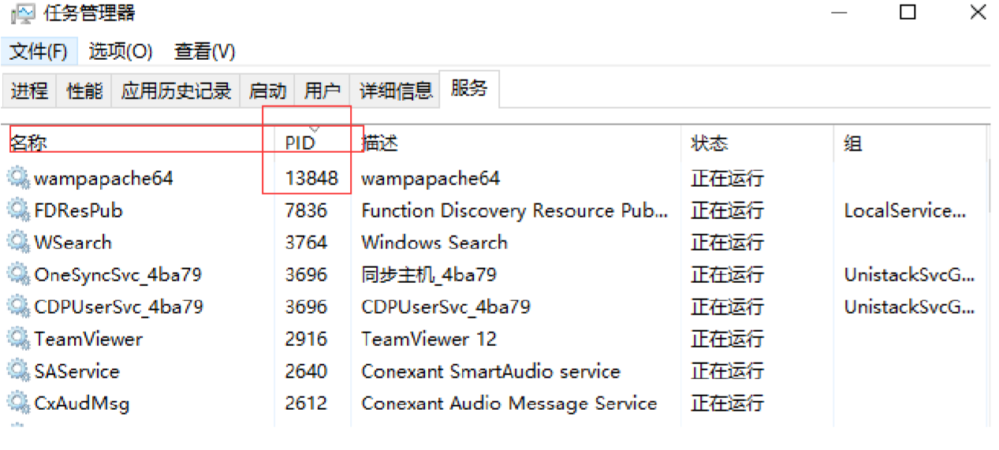 任务管理器
文件(F) 选项(O) 查看(V)
进程 性能 应用历史记录 启动 用户 详细信息 服务
名称 PID 描述 状态 组
wampapache64 13848 wampapache64 正在运行
FDResPub 7836 Function Discovery Resource Pub... 正在运行 LocalService...
WSearch 3764 Windows Search 正在运行
OneSyncSvc_4ba79 3696 同步主机_4ba79 正在运行 UnistackSvcG...
CDPUserSvc_4ba79 3696 CDPUserSvc_4ba79 正在运行 UnistackSvcG...
TeamViewer 2916 TeamViewer 12 正在运行
SAService 2640 Conexant SmartAudio service 正在运行
CxAudMsg 2612 Conexant Audio Message Service 正在运行